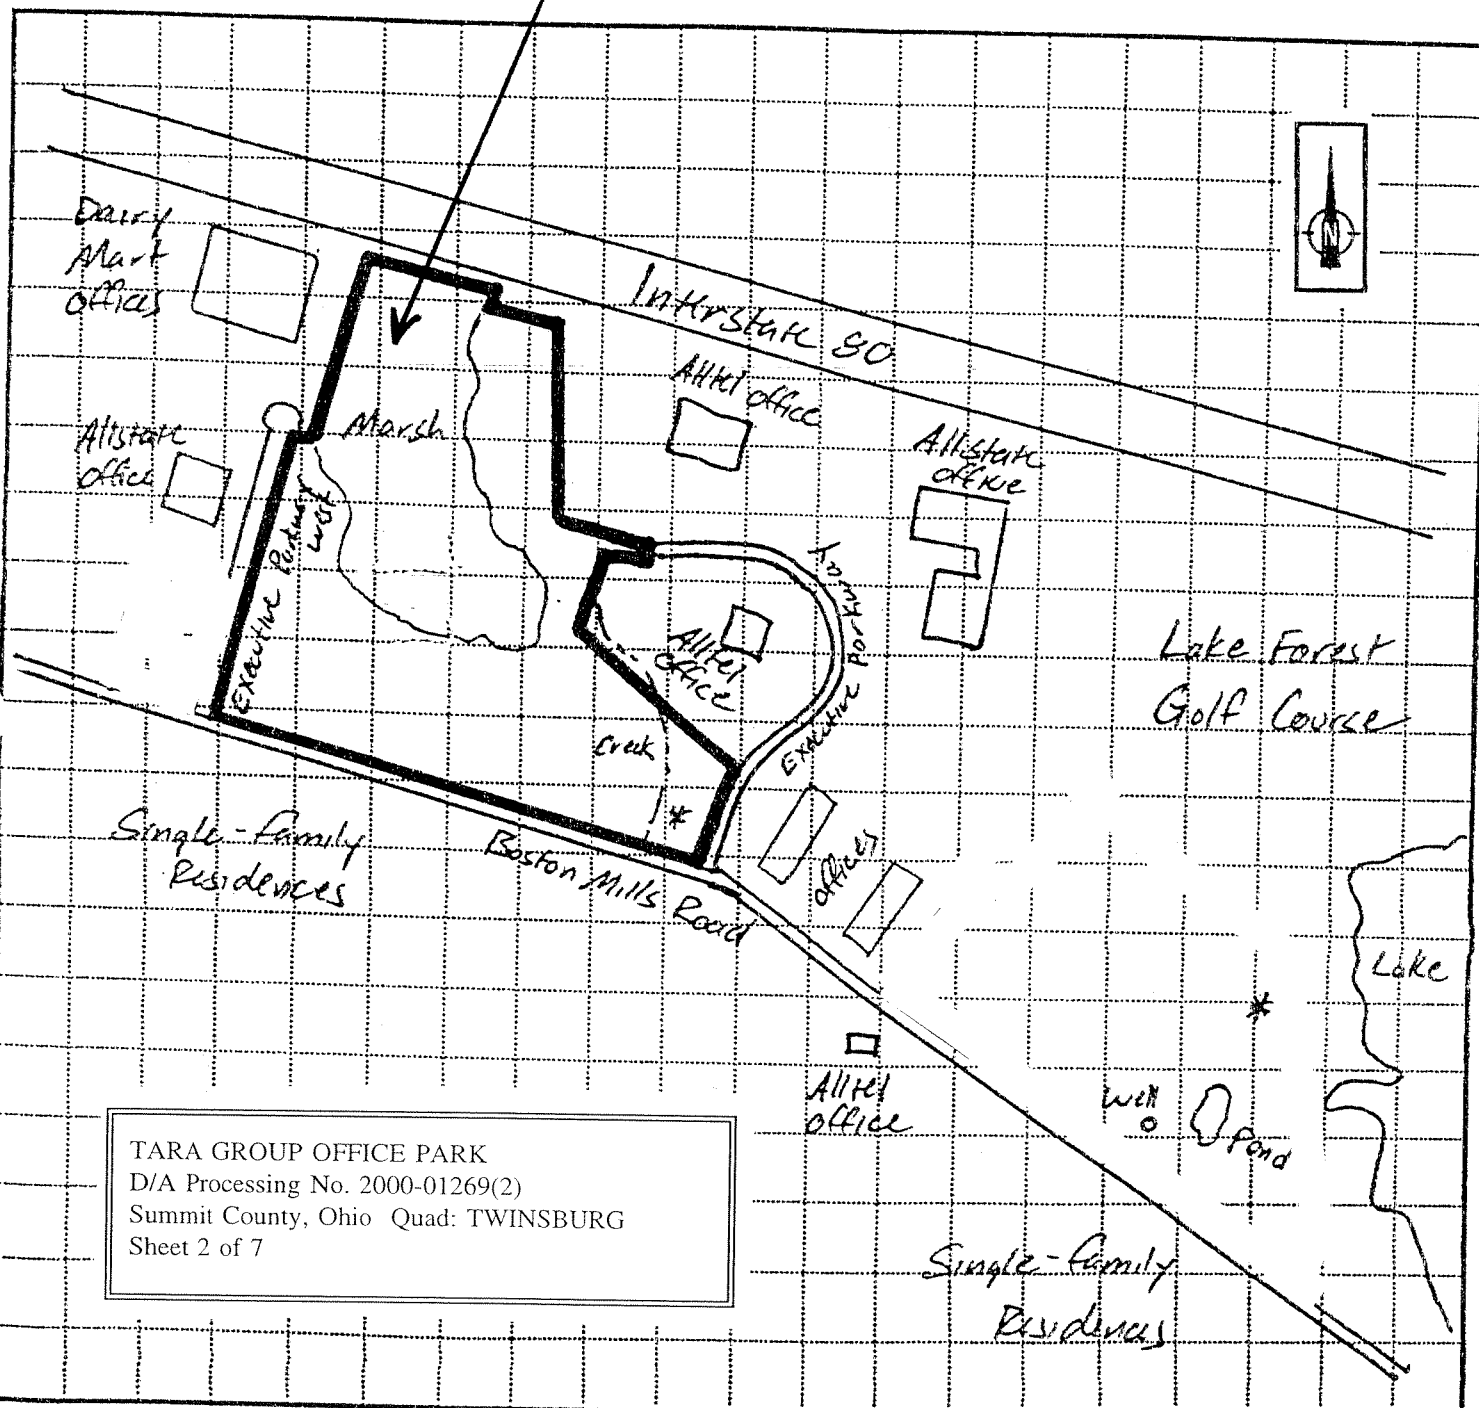 N
Dairy
Mart
offices
Interstate 80
Alltel office
Allstate
office
Marsh
Allstate
office
Executive Parkway
West
Executive Parkway
Alltel
office
Lake Forest
Golf Course
Creek
*
Single-family
Residences
Boston Mills Road
offices
Lake
*
Alltel
office
Well
Pond
TARA GROUP OFFICE PARK
D/A Processing No. 2000-01269(2)
Summit County, Ohio Quad: TWINSBURG
Sheet 2 of 7
Single-family
Residences